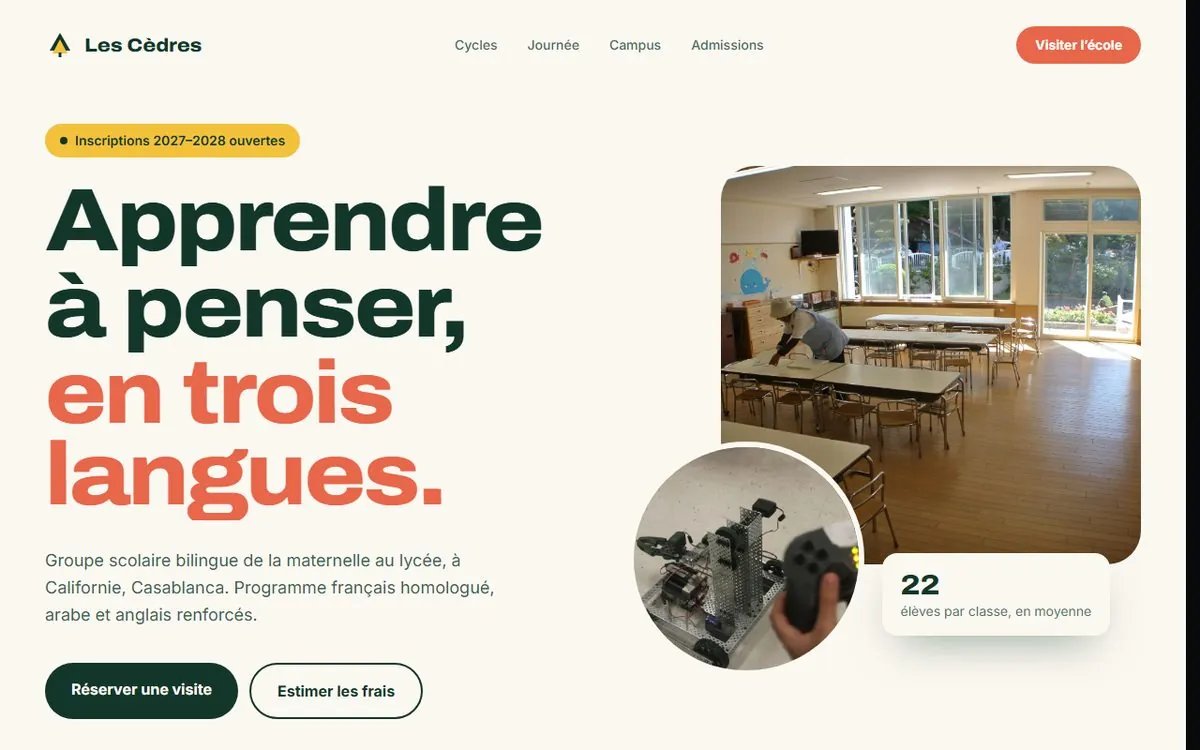 Les Cèdres
Cycles
Journée
Campus
Admissions
Visiter l'école
Inscriptions 2027–2028 ouvertes
Apprendre
à penser,
en trois
langues.
Groupe scolaire bilingue de la maternelle au lycée, à
Californie, Casablanca. Programme français homologué,
arabe et anglais renforcés.
Réserver une visite
Estimer les frais
22
élèves par classe, en moyenne